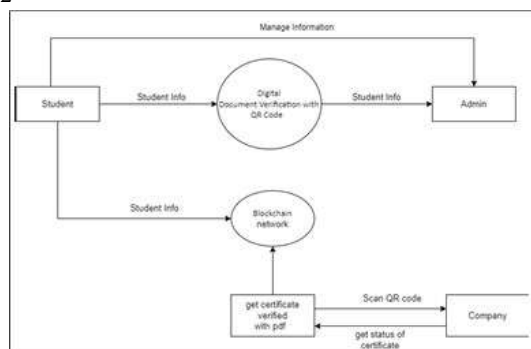 Manage Information
Student
Student Info
Digital
Document Verification with
QR Code
Student Info
Admin
Student Info
Blockchain
network
get certificate
verified
with pdf
Scan QR code
get status of
certificate
Company